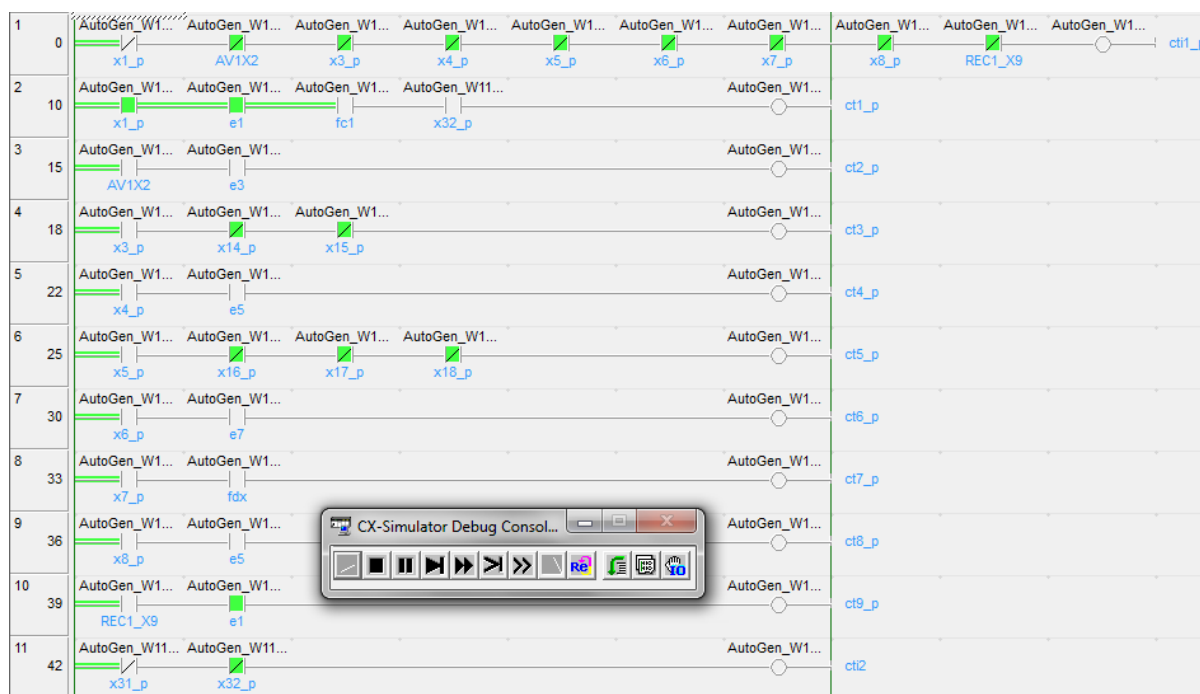 1 AutoGen_W1... AutoGen_W1... AutoGen_W1... AutoGen_W1... AutoGen_W1... AutoGen_W1... AutoGen_W1... AutoGen_W1... AutoGen_W1... AutoGen_W1...
0 cti1_p
x1_p AV1X2 x3_p x4_p x5_p x6_p x7_p x8_p REC1_X9
2 AutoGen_W1... AutoGen_W1... AutoGen_W1... AutoGen_W11... AutoGen_W1...
10 ct1_p
x1_p e1 fc1 x32_p
3 AutoGen_W1... AutoGen_W1... AutoGen_W1...
15 ct2_p
AV1X2 e3
4 AutoGen_W1... AutoGen_W1... AutoGen_W1... AutoGen_W1...
18 ct3_p
x3_p x14_p x15_p
5 AutoGen_W1... AutoGen_W1... AutoGen_W1...
22 ct4_p
x4_p e5
6 AutoGen_W1... AutoGen_W1... AutoGen_W1... AutoGen_W1... AutoGen_W1...
25 ct5_p
x5_p x16_p x17_p x18_p
7 AutoGen_W1... AutoGen_W1... AutoGen_W1...
30 ct6_p
x6_p e7
8 AutoGen_W1... AutoGen_W1... AutoGen_W1...
33 ct7_p
x7_p fdx
9 AutoGen_W1... AutoGen_W1... AutoGen_W1...
36 ct8_p
x8_p e5
CX-Simulator Debug Consol...
Re IO
10 AutoGen_W1... AutoGen_W1... AutoGen_W1...
39 ct9_p
REC1_X9 e1
11 AutoGen_W11... AutoGen_W11... AutoGen_W1...
42 cti2
x31_p x32_p